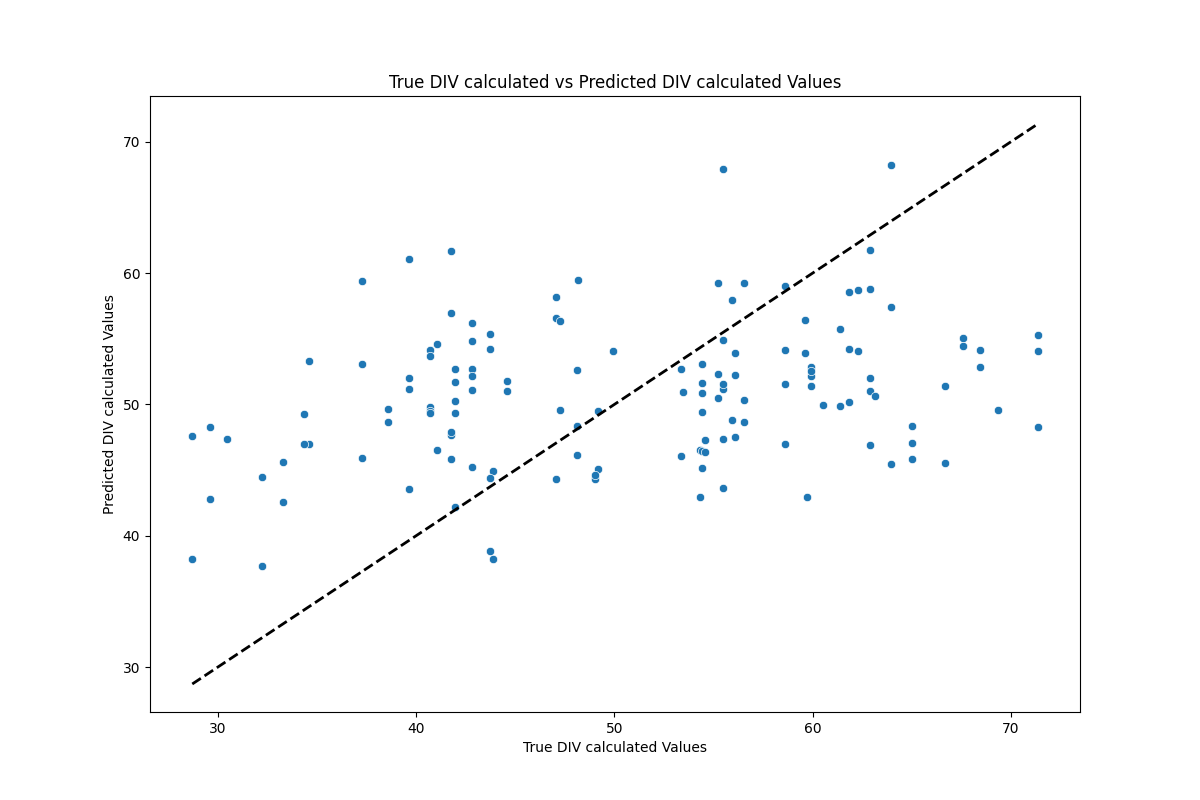 True DIV calculated vs Predicted DIV calculated Values
Predicted DIV calculated Values
70
60
50
40
30
30 40 50 60 70
True DIV calculated Values